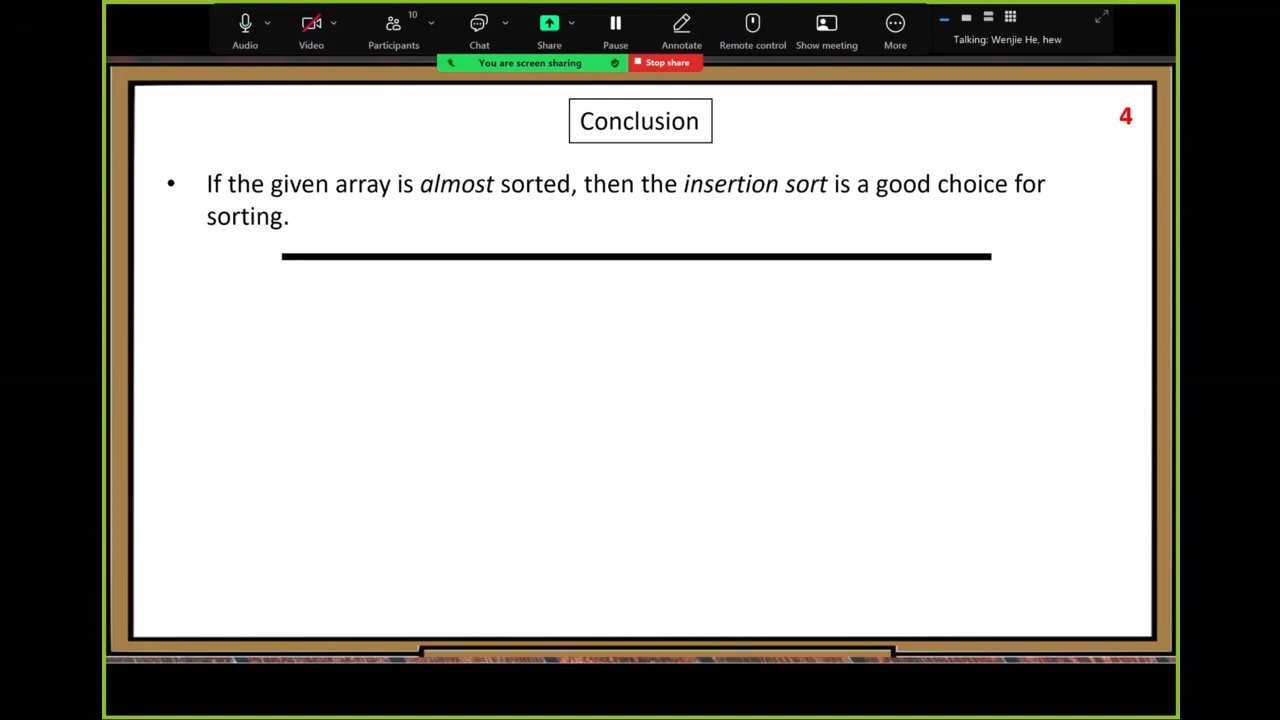 10
Audio
Video
Participants
Chat
Share
Pause
Annotate
Remote control
Show meeting
More
Talking: Wenjie He, hew
You are screen sharing
Stop share
Conclusion
4
• If the given array is almost sorted, then the insertion sort is a good choice for
sorting.